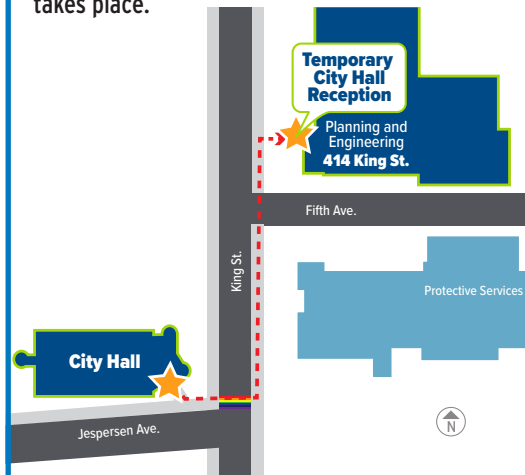 takes place.
Temporary
City Hall
Reception
Planning and
Engineering
414 King St.
Fifth Ave.
King St.
Protective Services
City Hall
Jespersen Ave.
N